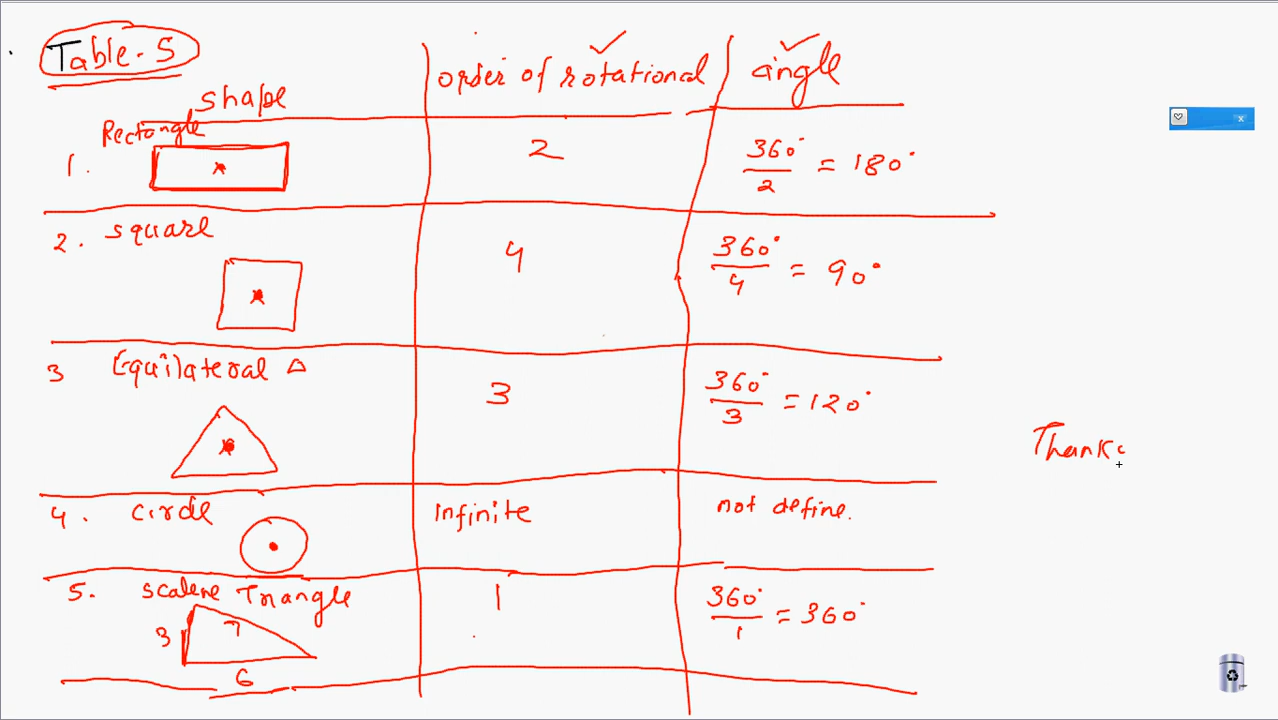 Table-5
shape
order of rotational
angle
1. Rectangle
2
360°/2 = 180°
2. square
4
360°/4 = 90°
3 Equilateral Δ
3
360°/3 = 120°
4. circle
infinite
not define.
5. scalene Triangle
3
7
6
1
360°/1 = 360°
Thank